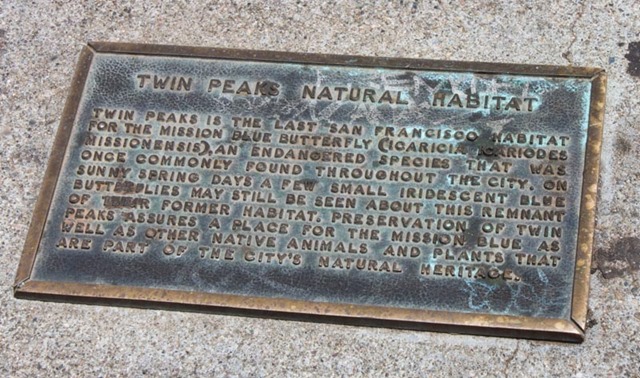 TWIN PEAKS NATURAL HABITAT
TWIN PEAKS IS THE LAST SAN FRANCISCO HABITAT
FOR THE MISSION BLUE BUTTERFLY (ICARICIA ICARIODES
MISSIONENSIS), AN ENDANGERED SPECIES THAT WAS
ONCE COMMONLY FOUND THROUGHOUT THE CITY. ON
SUNNY SPRING DAYS A FEW SMALL IRIDESCENT BLUE
BUTTERFLIES MAY STILL BE SEEN ABOUT THIS REMNANT
OF THEIR FORMER HABITAT. PRESERVATION OF TWIN
PEAKS ASSURES A PLACE FOR THE MISSION BLUE AS
WELL AS OTHER NATIVE ANIMALS AND PLANTS THAT
ARE PART OF THE CITY'S NATURAL HERITAGE.